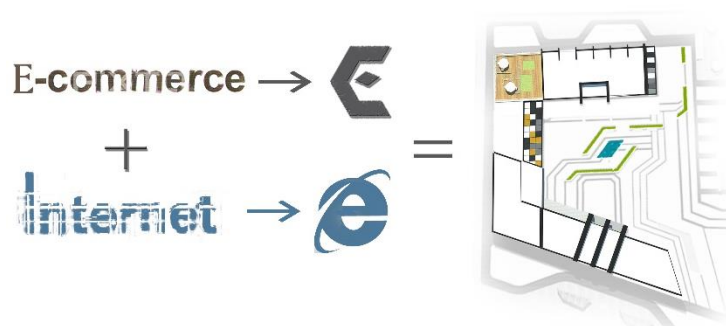 E-commerce
+
Internet
=